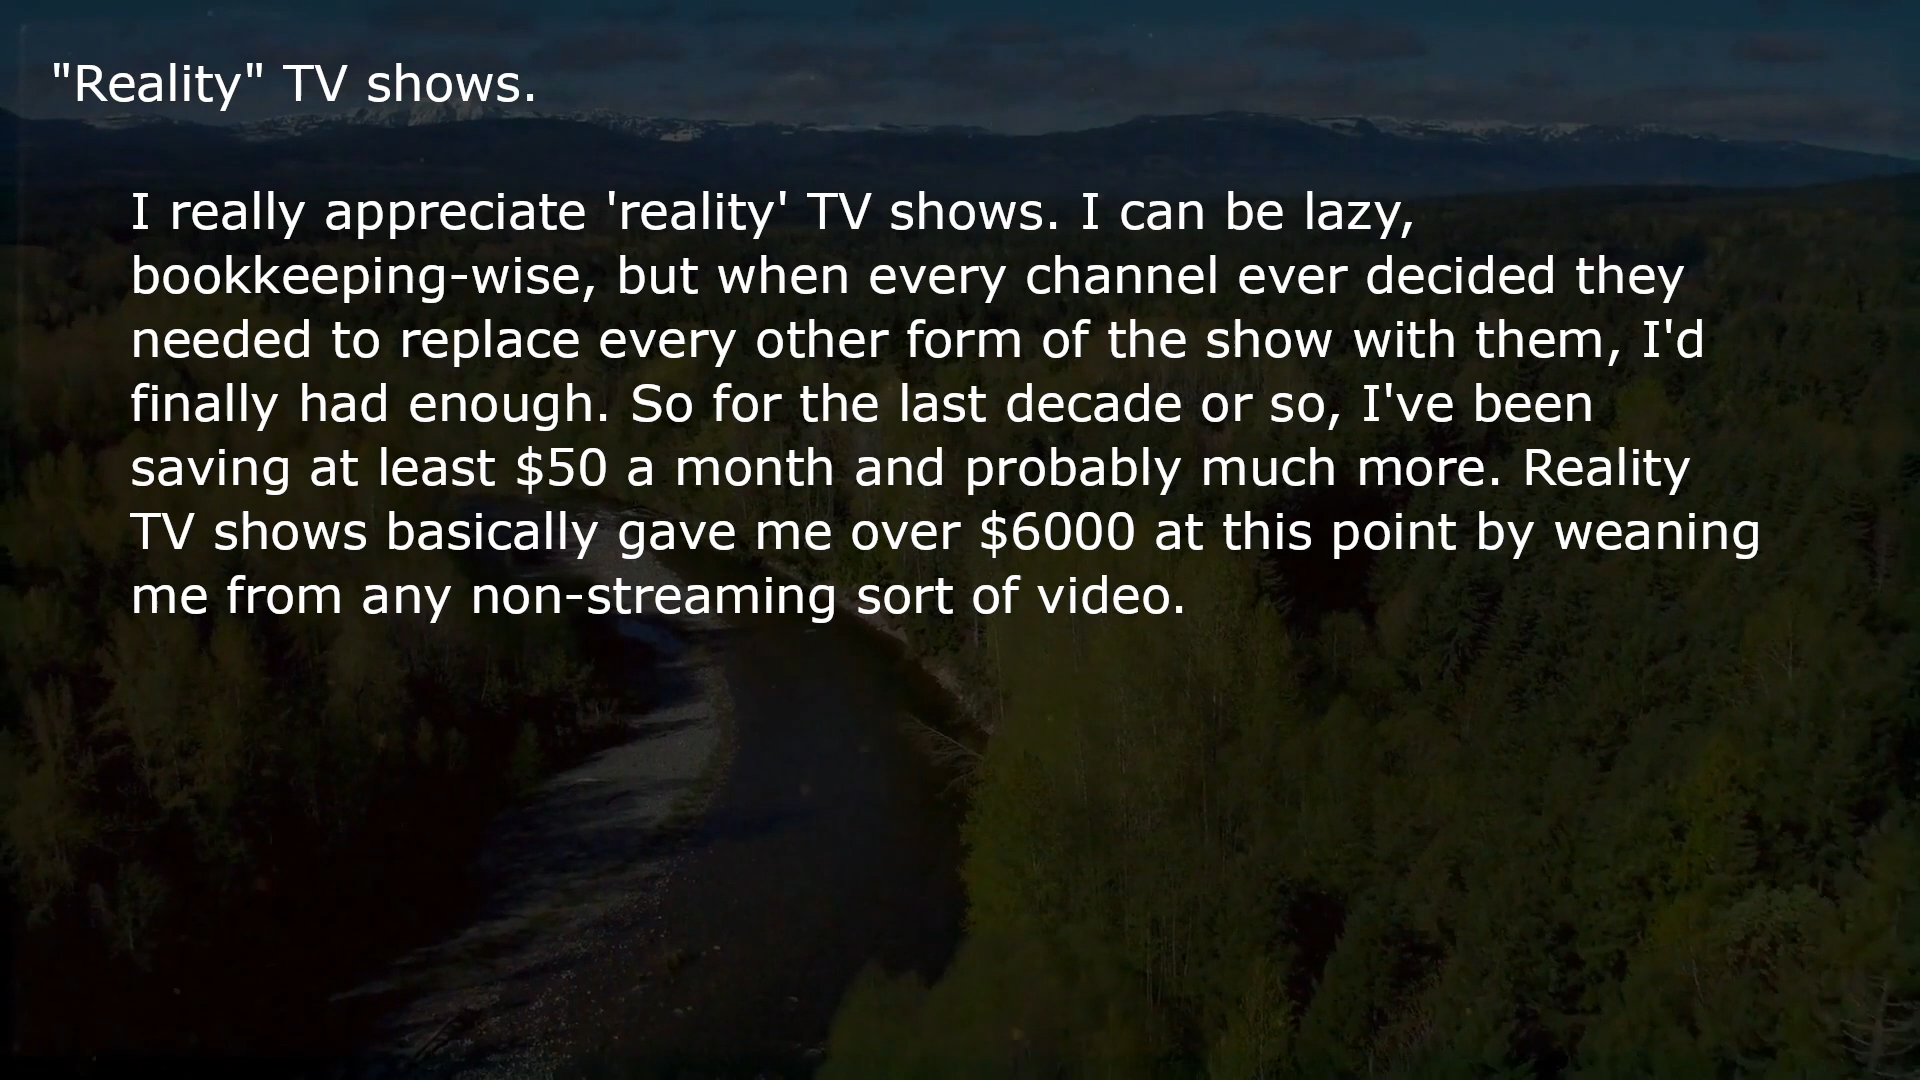 "Reality" TV shows.
I really appreciate 'reality' TV shows. I can be lazy,
bookkeeping-wise, but when every channel ever decided they
needed to replace every other form of the show with them, I'd
finally had enough. So for the last decade or so, I've been
saving at least $50 a month and probably much more. Reality
TV shows basically gave me over $6000 at this point by weaning
me from any non-streaming sort of video.